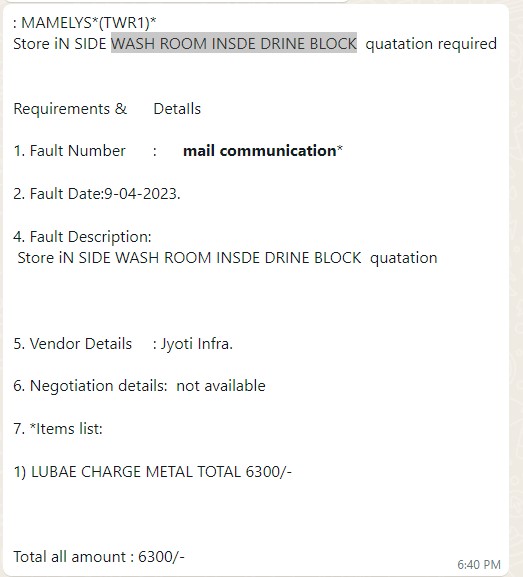 : MAMELYS*(TWR1)*
Store iN SIDE WASH ROOM INSDE DRINE BLOCK  quatation required
Requirements &      Details
1. Fault Number      :      mail communication*
2. Fault Date:9-04-2023.
4. Fault Description:
Store iN SIDE WASH ROOM INSDE DRINE BLOCK  quatation
5. Vendor Details     : Jyoti Infra.
6. Negotiation details:  not available
7. *Items list:
1) LUBAE CHARGE METAL TOTAL 6300/-
Total all amount : 6300/-
6:40 PM